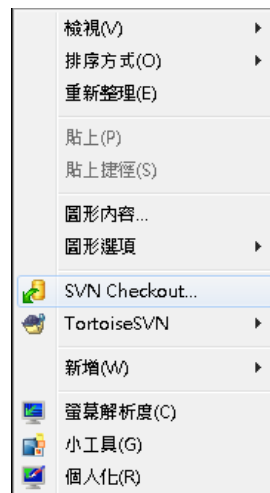 檢視(V)
排序方式(O)
重新整理(E)
貼上(P)
貼上捷徑(S)
圖形內容...
圖形選項
SVN Checkout...
TortoiseSVN
新增(W)
螢幕解析度(C)
小工具(G)
個人化(R)